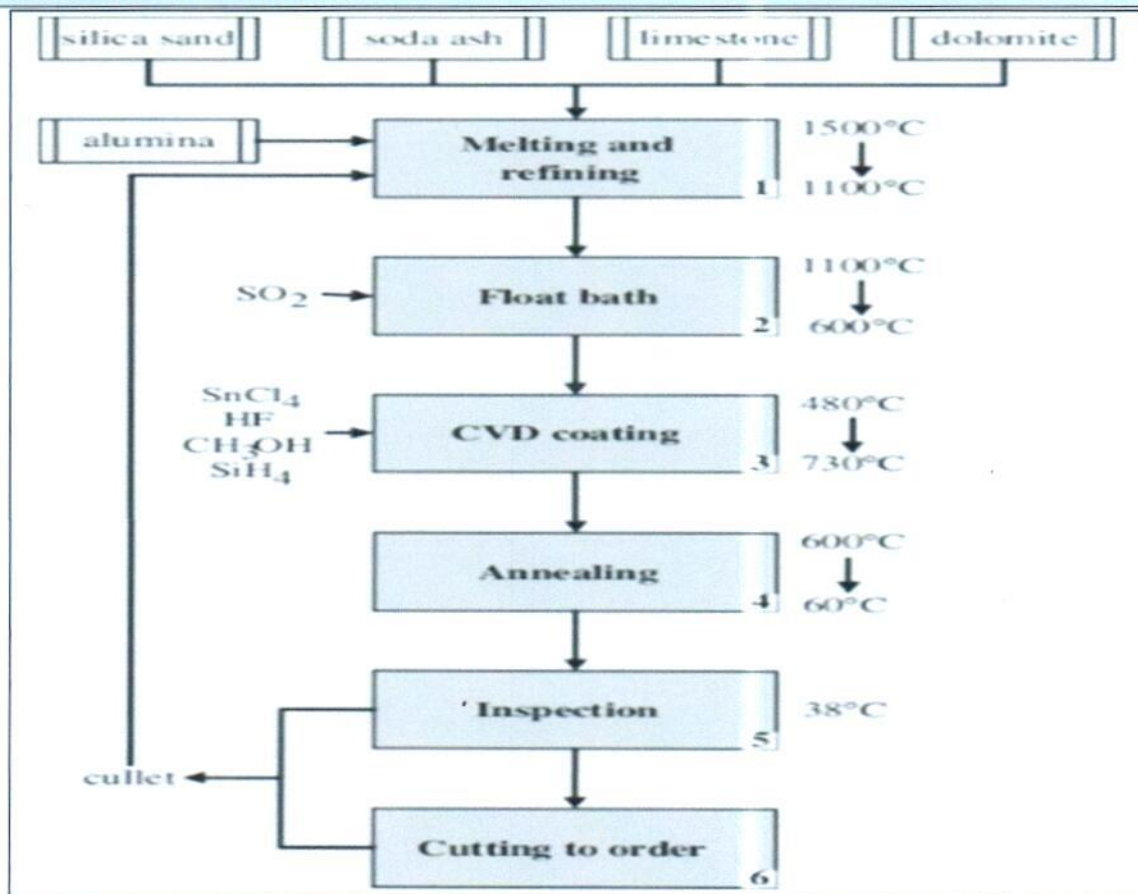 silica sand
soda ash
limestone
dolomite
alumina
Melting and
refining
1
1500°C
1100°C
SO2
Float bath
2
1100°C
600°C
SnCl4
HF
CH3OH
SiH4
CVD coating
3
480°C
730°C
Annealing
4
600°C
60°C
Inspection
5
38°C
cullet
Cutting to order
6